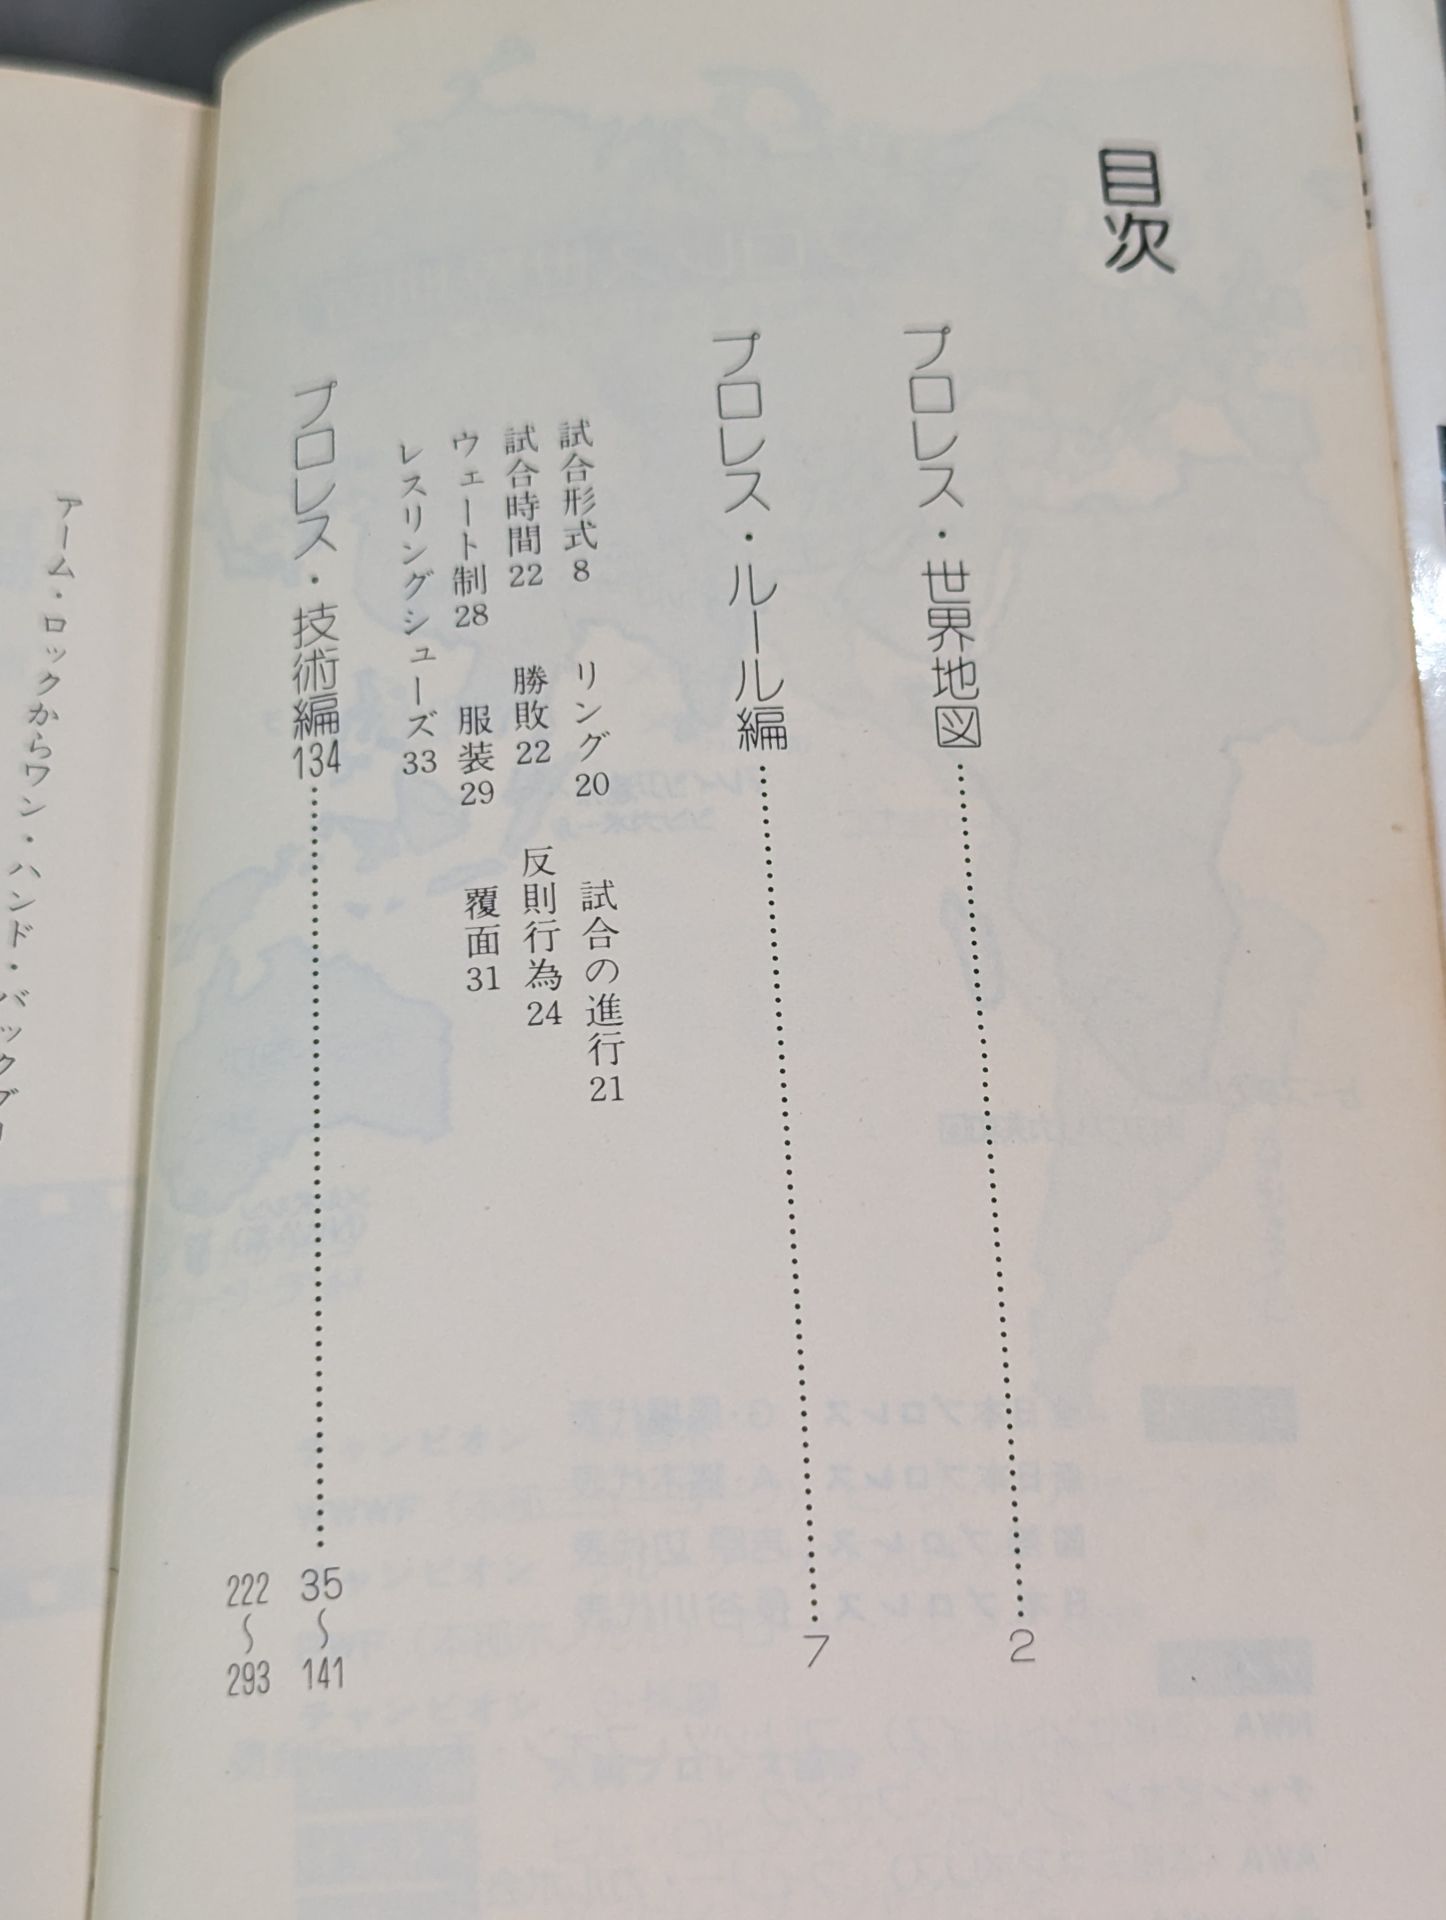 目次
プロレス・世界地図……………………2
プロレス・ルール編……………………7
試合形式8 リング20 試合の進行21
試合時間22 勝敗22 反則行為24
ウェート制28 服装29 覆面31
レスリングシューズ33
プロレス・技術編134……………………35〜141
222〜293
アーム・ロックからワン・ハンド・バックブ